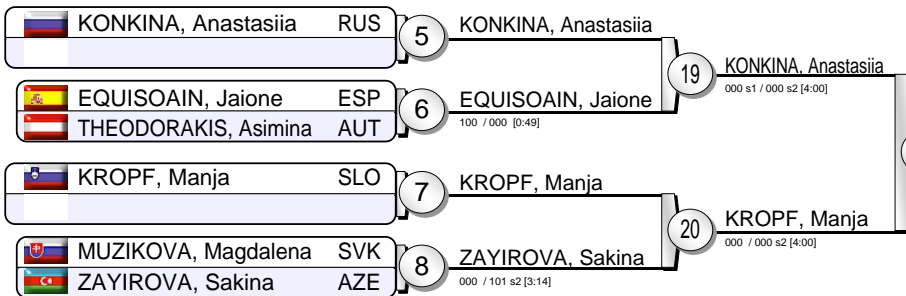 KONKINA, Anastasiia RUS
5
KONKINA, Anastasiia
EQUISOAIN, Jaione ESP
THEODORAKIS, Asimina AUT
6
EQUISOAIN, Jaione
100 / 000 [0:49]
19
KONKINA, Anastasiia
000 s1 / 000 s2 [4:00]
KROPF, Manja SLO
7
KROPF, Manja
MUZIKOVA, Magdalena SVK
ZAYIROVA, Sakina AZE
8
ZAYIROVA, Sakina
000 / 101 s2 [3:14]
20
KROPF, Manja
000 / 000 s2 [4:00]